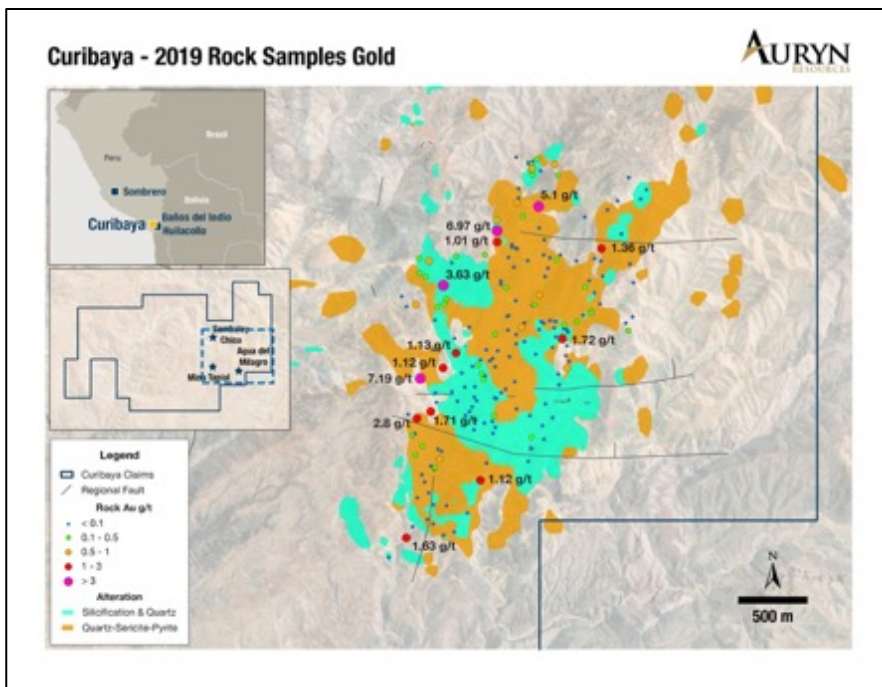 Curibaya - 2019 Rock Samples Gold
AURYN
RESOURCES
Brazil
Peru
Bolivia
Sombrero
Curibaya
Baños del Indio
Huilacollo
Sambalay
Chico
Agua del
Milagro
5.1 g/t
6.97 g/t
1.01 g/t
1.36 g/t
3.63 g/t
1.13 g/t
1.72 g/t
1.12 g/t
7.19 g/t
2.8 g/t
1.71 g/t
1.12 g/t
1.63 g/t
Legend
Curibaya Claims
Regional Fault
Rock Au g/t
< 0.1
0.1 - 0.5
0.5 - 1
1 - 3
> 3
Alteration
Silicification & Quartz
Quartz-Sericite-Pyrite
N
500 m